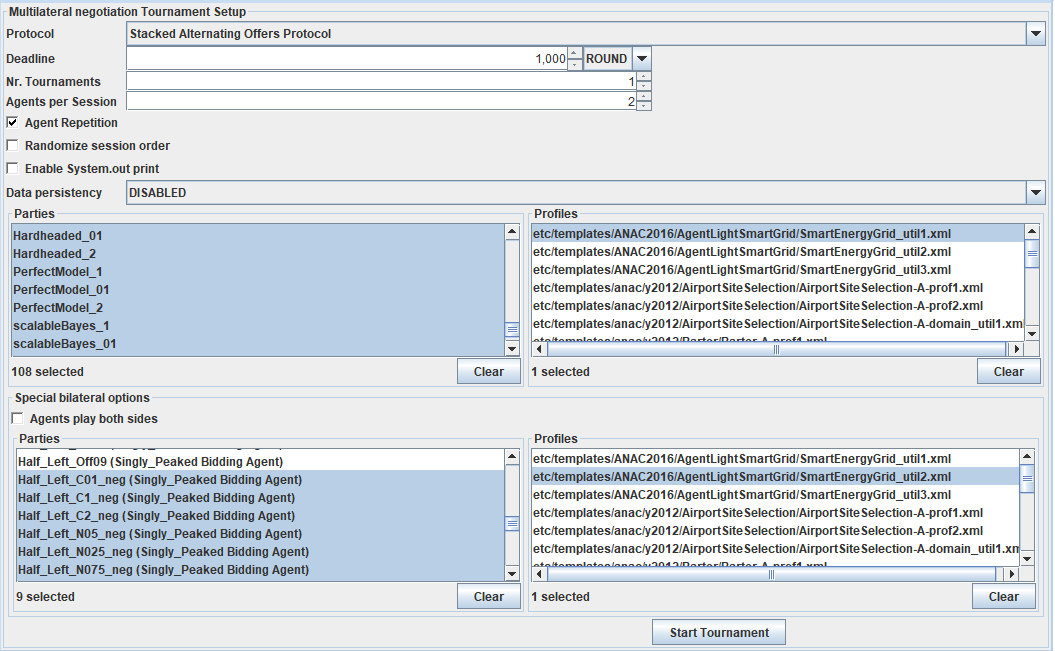 Multilateral negotiation Tournament Setup
Protocol Stacked Alternating Offers Protocol
Deadline 1,000 ROUND
Nr. Tournaments 1
Agents per Session 2
Agent Repetition
Randomize session order
Enable System.out print
Data persistency DISABLED
Parties
Hardheaded_01
Hardheaded_2
PerfectModel_1
PerfectModel_01
PerfectModel_2
scalableBayes_1
scalableBayes_01
108 selected Clear
Profiles
etc/templates/ANAC2016/AgentLightSmartGrid/SmartEnergyGrid_util1.xml
etc/templates/ANAC2016/AgentLightSmartGrid/SmartEnergyGrid_util2.xml
etc/templates/ANAC2016/AgentLightSmartGrid/SmartEnergyGrid_util3.xml
etc/templates/anac/y2012/AirportSiteSelection/AirportSiteSelection-A-prof1.xml
etc/templates/anac/y2012/AirportSiteSelection/AirportSiteSelection-A-prof2.xml
etc/templates/anac/y2012/AirportSiteSelection/AirportSiteSelection-A-domain_util1.xml
1 selected Clear
Special bilateral options
Agents play both sides
Parties
Half_Left_Off09 (Singly_Peaked Bidding Agent)
Half_Left_C01_neg (Singly_Peaked Bidding Agent)
Half_Left_C1_neg (Singly_Peaked Bidding Agent)
Half_Left_C2_neg (Singly_Peaked Bidding Agent)
Half_Left_N05_neg (Singly_Peaked Bidding Agent)
Half_Left_N025_neg (Singly_Peaked Bidding Agent)
Half_Left_N075_neg (Singly_Peaked Bidding Agent)
9 selected Clear
Profiles
etc/templates/ANAC2016/AgentLightSmartGrid/SmartEnergyGrid_util1.xml
etc/templates/ANAC2016/AgentLightSmartGrid/SmartEnergyGrid_util2.xml
etc/templates/ANAC2016/AgentLightSmartGrid/SmartEnergyGrid_util3.xml
etc/templates/anac/y2012/AirportSiteSelection/AirportSiteSelection-A-prof1.xml
etc/templates/anac/y2012/AirportSiteSelection/AirportSiteSelection-A-prof2.xml
etc/templates/anac/y2012/AirportSiteSelection/AirportSiteSelection-A-domain_util1.xm
1 selected Clear
Start Tournament